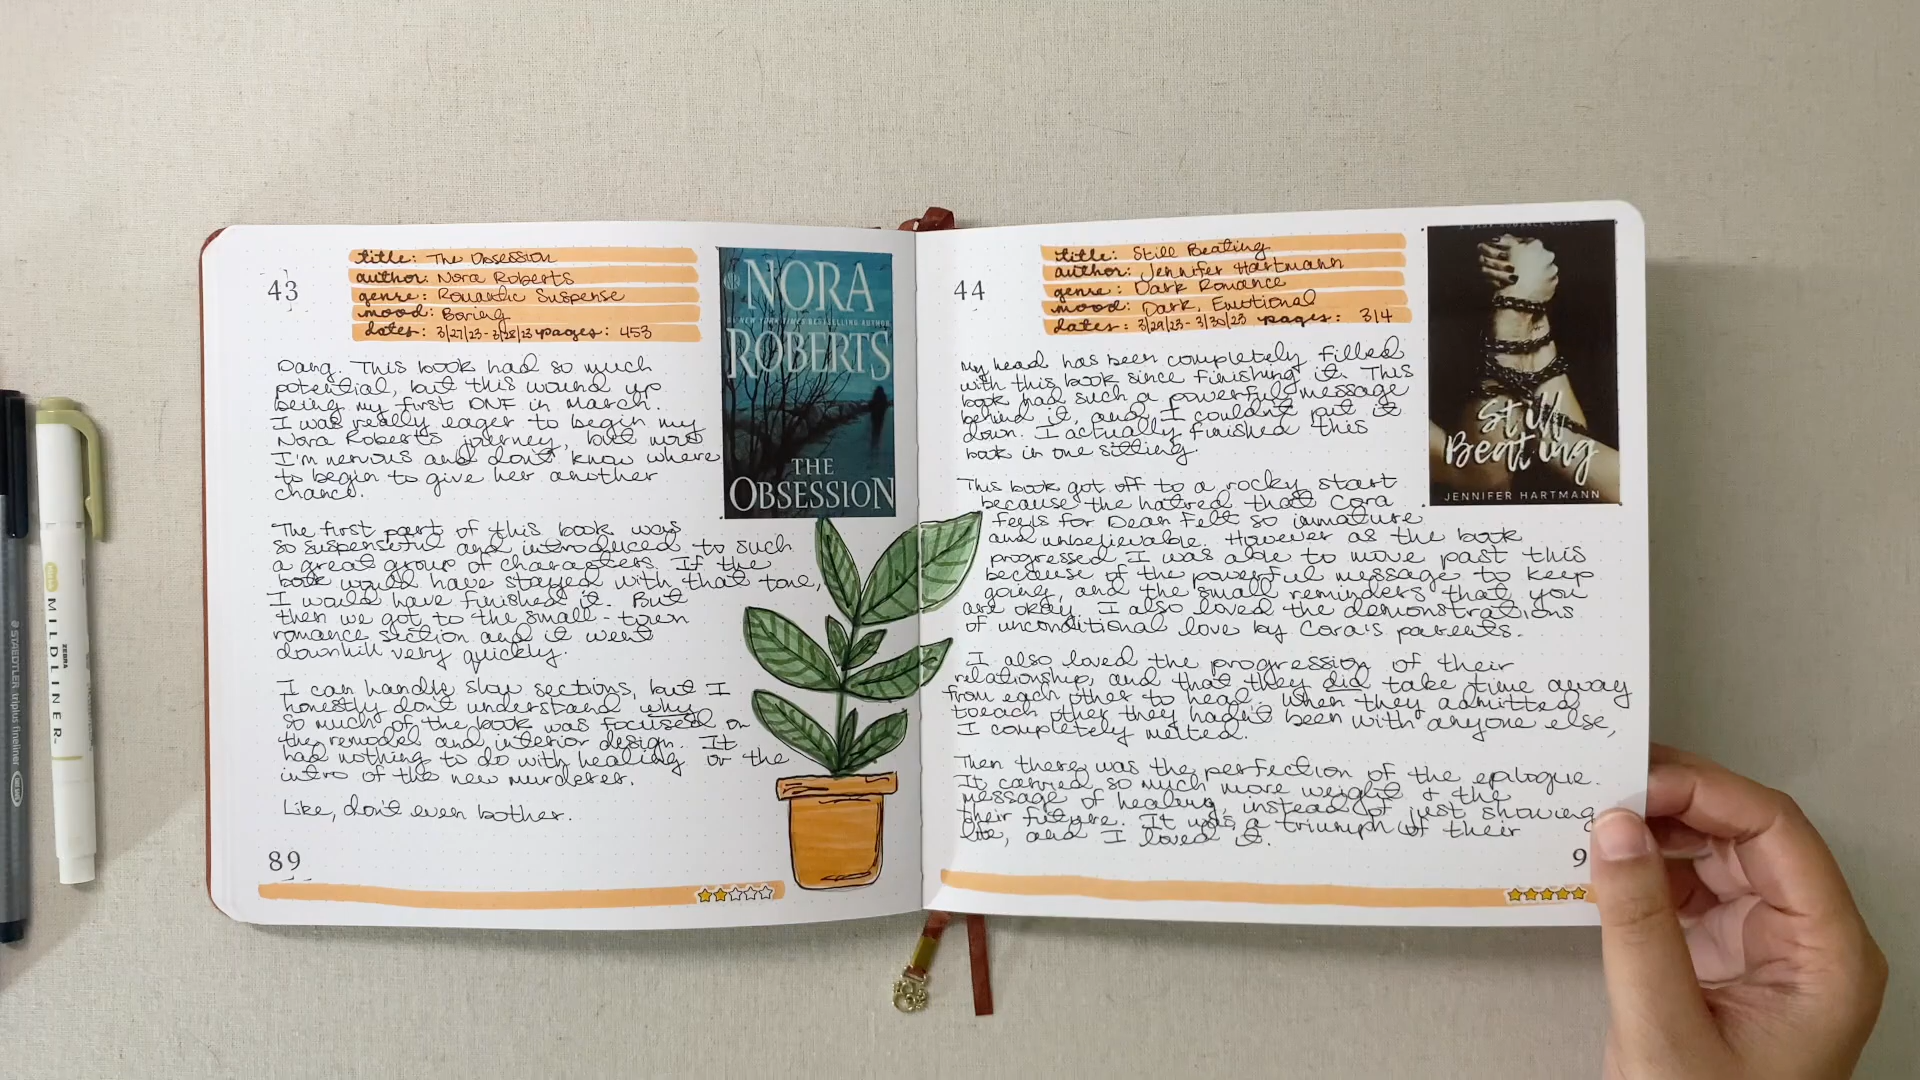 43
title: The Obsession
author: Nora Roberts
genre: Romantic Suspense
mood: Boring
dates: 3/27/23 - 3/28/23 pages: 453
NORA
#1 NEW YORK TIMES BESTSELLING AUTHOR
ROBERTS
THE
OBSESSION
Dang. This book had so much
potential, but this wound up
being my first DNF in March.
I was really eager to begin my
Nora Roberts journey, but now
I'm nervous and don't know where
to begin to give her another
chance.
The first part of this book was
so suspenseful and introduced to such
a great group of characters. If the
book would have stayed with that tone,
I would have finished it. But
then we got to the small-town
romance section and it went
downhill very quickly.
I can handle slow sections, but I
honestly don't understand why
so much of the book was focused on
the remodel and interior design. It
had nothing to do with healing or the
intro of the new murderer.
Like, don't even bother.
89
44
title: Still Beating
author: Jennifer Hartmann
genre: Dark Romance
mood: Dark, Emotional
dates: 3/29/23 - 3/30/23 pages: 314
Still
Beating
JENNIFER HARTMANN
My head has been completely filled
with this book since finishing it. This
book had such a powerful message
behind it, and I couldn't put it
down. I actually finished this
book in one sitting.
This book got off to a rocky start
because the hatred that Cora
feels for Dean felt so immature
and unbelievable. However as the book
progressed I was able to move past this
because of the powerful message to keep
going, and the small reminders that you
are okay. I also loved the demonstrations
of unconditional love by Cora's parents.
I also loved the progression of their
relationship, and that they did take time away
from each other to heal. When they admitted
to each other they hadn't been with anyone else,
I completely melted.
Then there was the perfection of the epilogue.
It carried so much more weight & the
message of healing, instead of just showing
their future. It was a triumph of their
life, and I loved it.
9
STAEDTLER triplus fineliner
ZEBRA
MILDLINER™